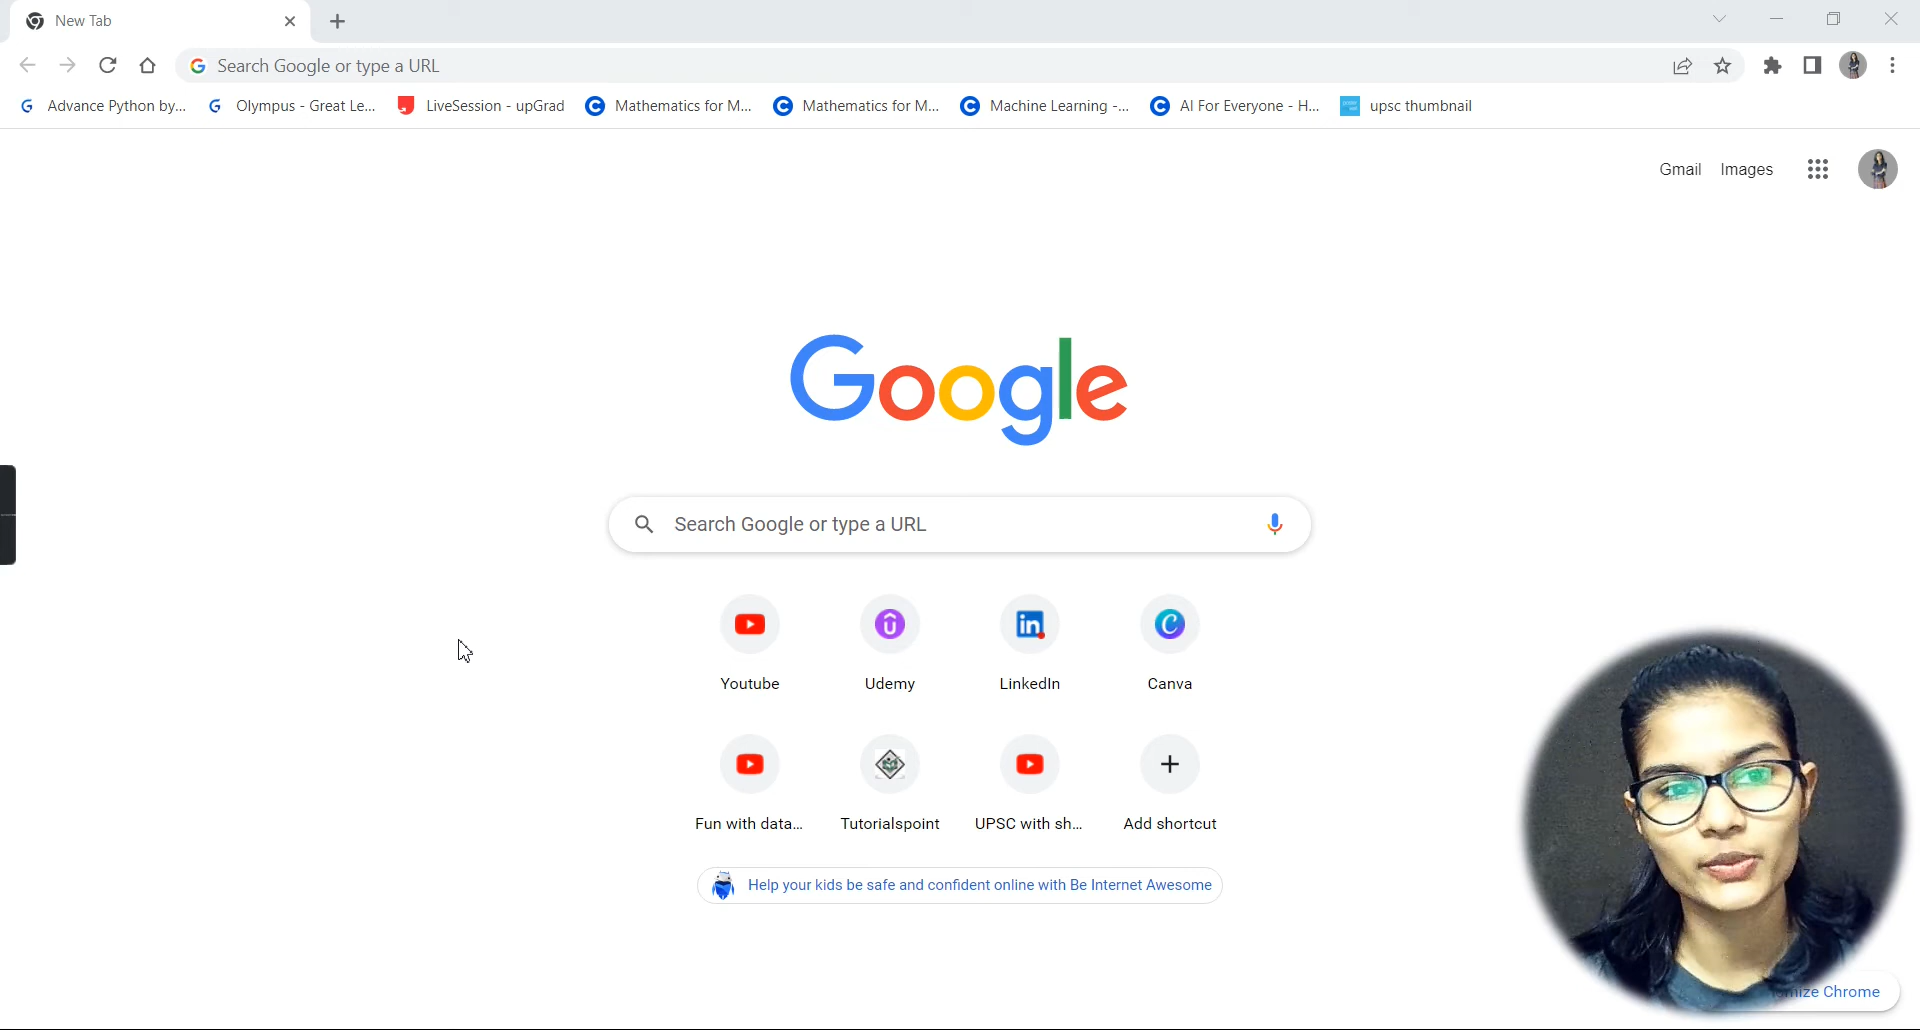 New Tab
Search Google or type a URL
Advance Python by... Olympus - Great Le... LiveSession - upGrad Mathematics for M... Mathematics for M... Machine Learning -... AI For Everyone - H... upsc thumbnail
Gmail Images
Google
Search Google or type a URL
Youtube Udemy LinkedIn Canva
Fun with data... Tutorialspoint UPSC with sh... Add shortcut
Help your kids be safe and confident online with Be Internet Awesome
Chrome